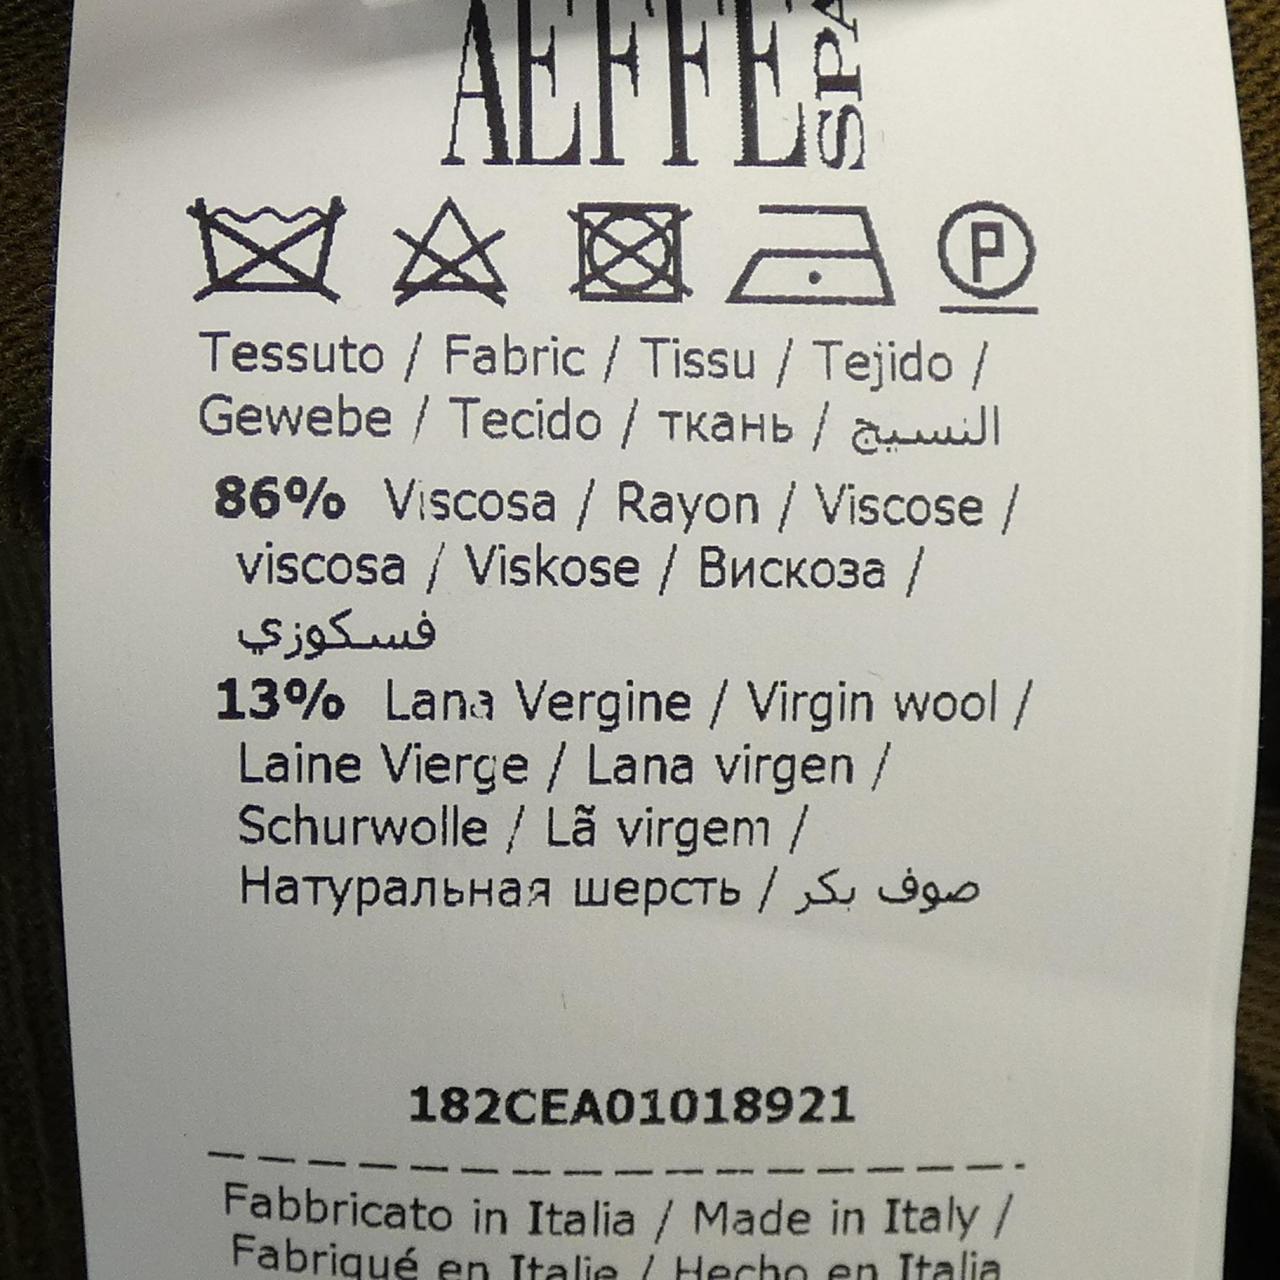 AEFFE SPA
Tessuto / Fabric / Tissu / Tejido /
Gewebe / Tecido / ткань / النسيج
86% Viscosa / Rayon / Viscose /
viscosa / Viskose / Вискоза /
فسكوزي
13% Lana Vergine / Virgin wool /
Laine Vierge / Lana virgen /
Schurwolle / Lã virgem /
Натуральная шерсть / صوف بكر
182CEA01018921
Fabbricato in Italia / Made in Italy /
Fabriqué en Italie / Hecho en Italia